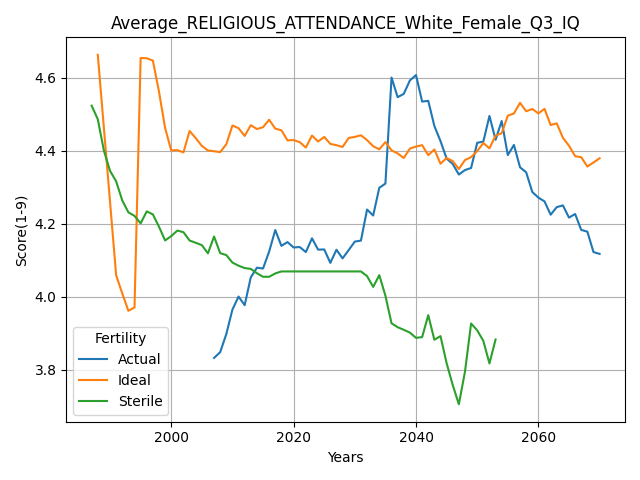 Average_RELIGIOUS_ATTENDANCE_White_Female_Q3_IQ
Score(1-9)
4.6
4.4
4.2
4.0
3.8
Fertility
Actual
Ideal
Sterile
2000
2020
2040
2060
Years